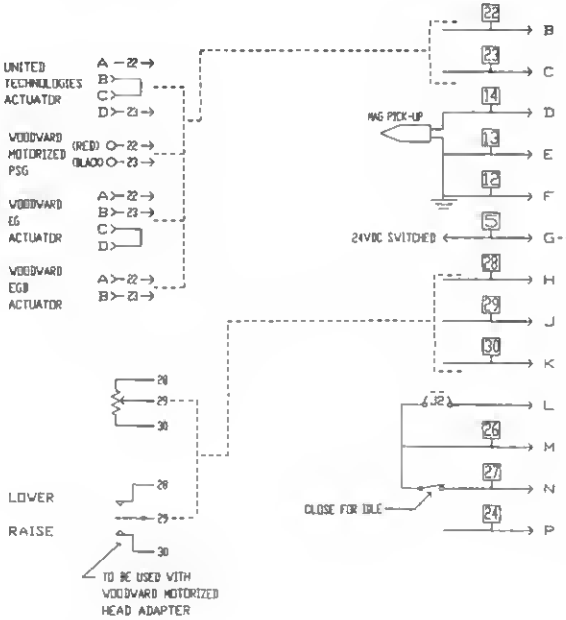 UNITED
TECHNOLOGIES
ACTUATOR
A 22
B
C
D 23
WOODWARD
MOTORIZED
PSG
(RED) 22
(BLACK) 23
WOODWARD
EG
ACTUATOR
A 22
B 23
C
D
WOODWARD
EGB
ACTUATOR
A 22
B 23
28
29
30
LOWER
RAISE
28
29
30
TO BE USED WITH
WOODWARD MOTORIZED
HEAD ADAPTER
22 B
23 C
MAG PICK-UP
14 D
13 E
12 F
24VDC SWITCHED
5 G-
28 H
29 J
30 K
J2 L
26 M
27 N
CLOSE FOR IDLE
24 P